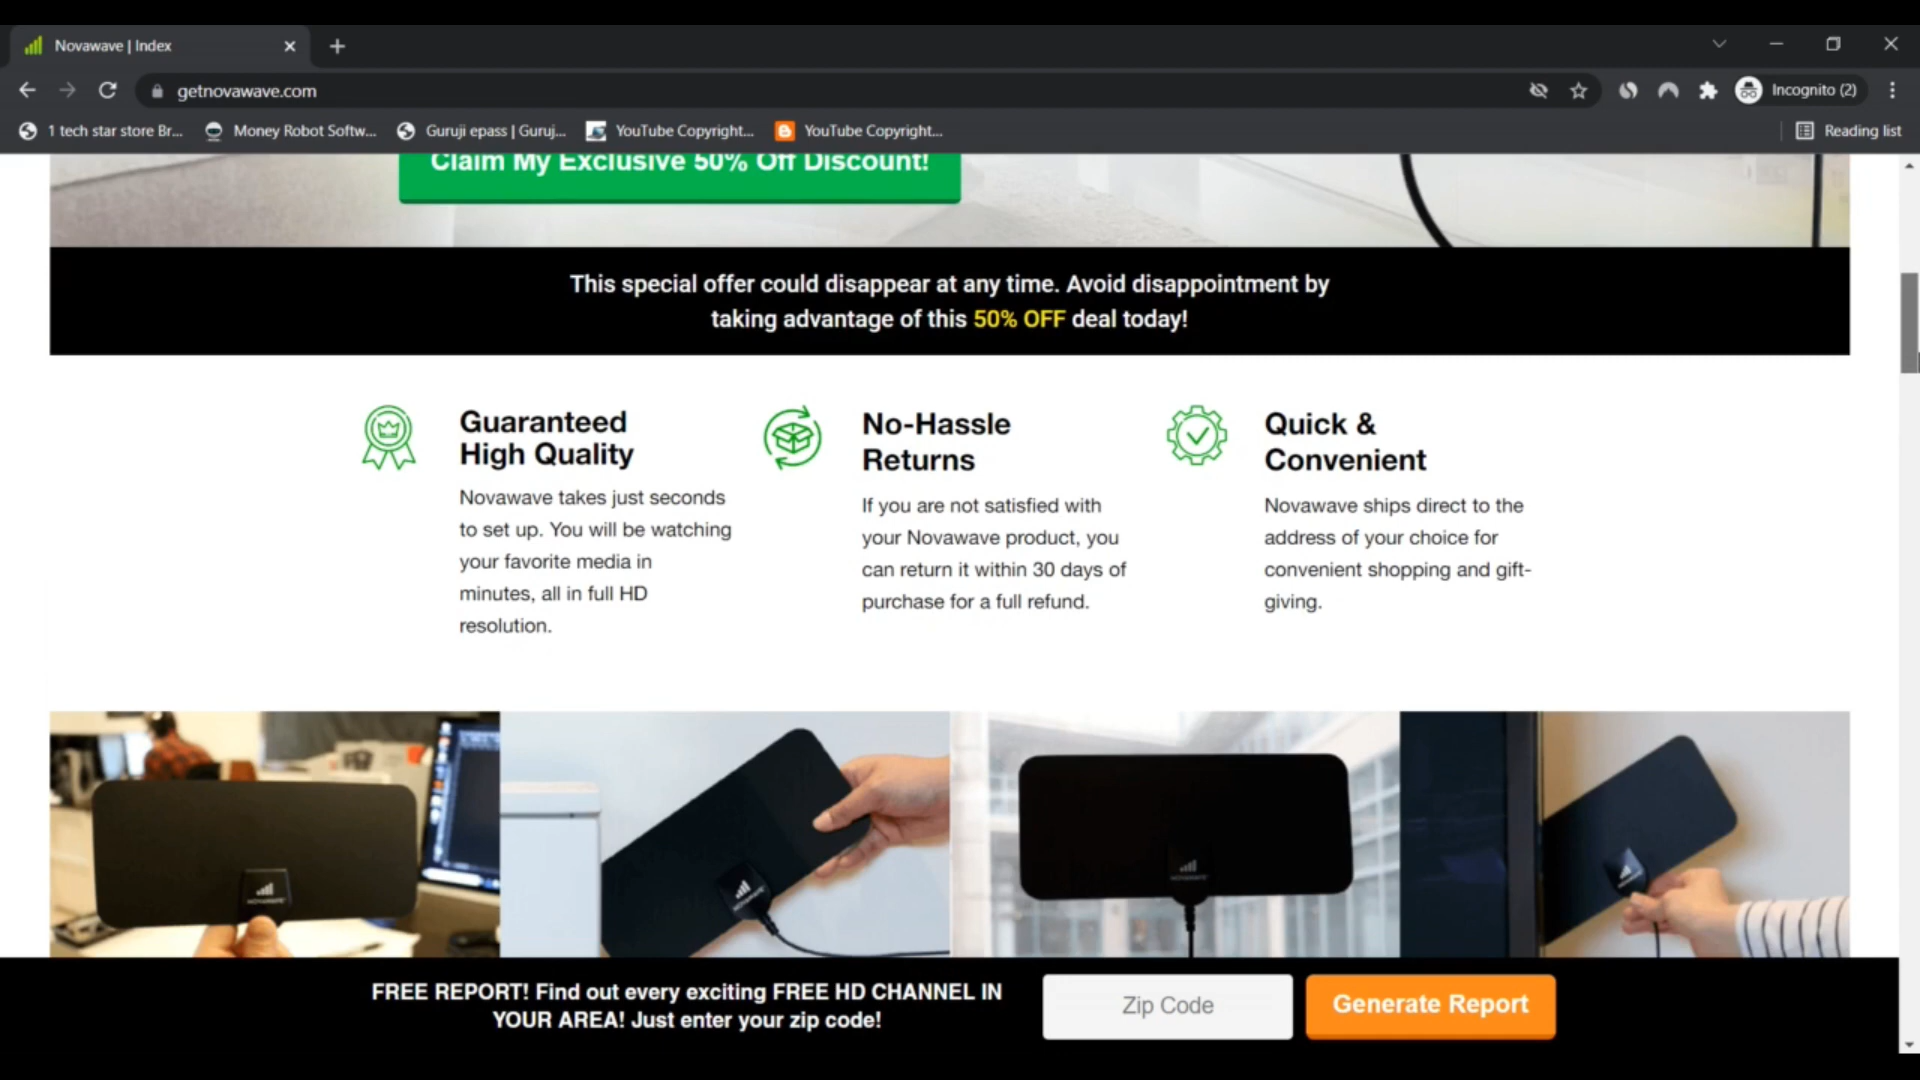 Novawave | Index
getnovawave.com
Incognito (2)
1 tech star store Br...
Money Robot Softw...
Guruji epass | Guruj...
YouTube Copyright...
YouTube Copyright...
Reading list
Claim My Exclusive 50% Off Discount!
This special offer could disappear at any time. Avoid disappointment by
taking advantage of this 50% OFF deal today!
Guaranteed
High Quality
Novawave takes just seconds
to set up. You will be watching
your favorite media in
minutes, all in full HD
resolution.
No-Hassle
Returns
If you are not satisfied with
your Novawave product, you
can return it within 30 days of
purchase for a full refund.
Quick &
Convenient
Novawave ships direct to the
address of your choice for
convenient shopping and gift-
giving.
NOVAWAVE
NOVAWAVE
NOVAWAVE
FREE REPORT! Find out every exciting FREE HD CHANNEL IN
YOUR AREA! Just enter your zip code!
Zip Code
Generate Report